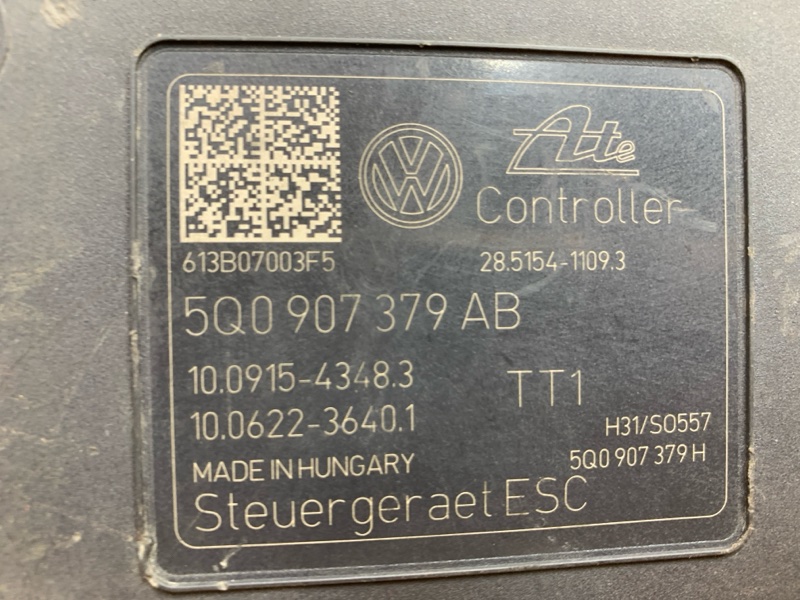 Ate
Controller
613B07003F5
28.5154-1109.3
5Q0 907 379 AB
10.0915-4348.3
TT1
10.0622-3640.1
H31/S0557
MADE IN HUNGARY
5Q0 907 379 H
Steuergeraet ESC